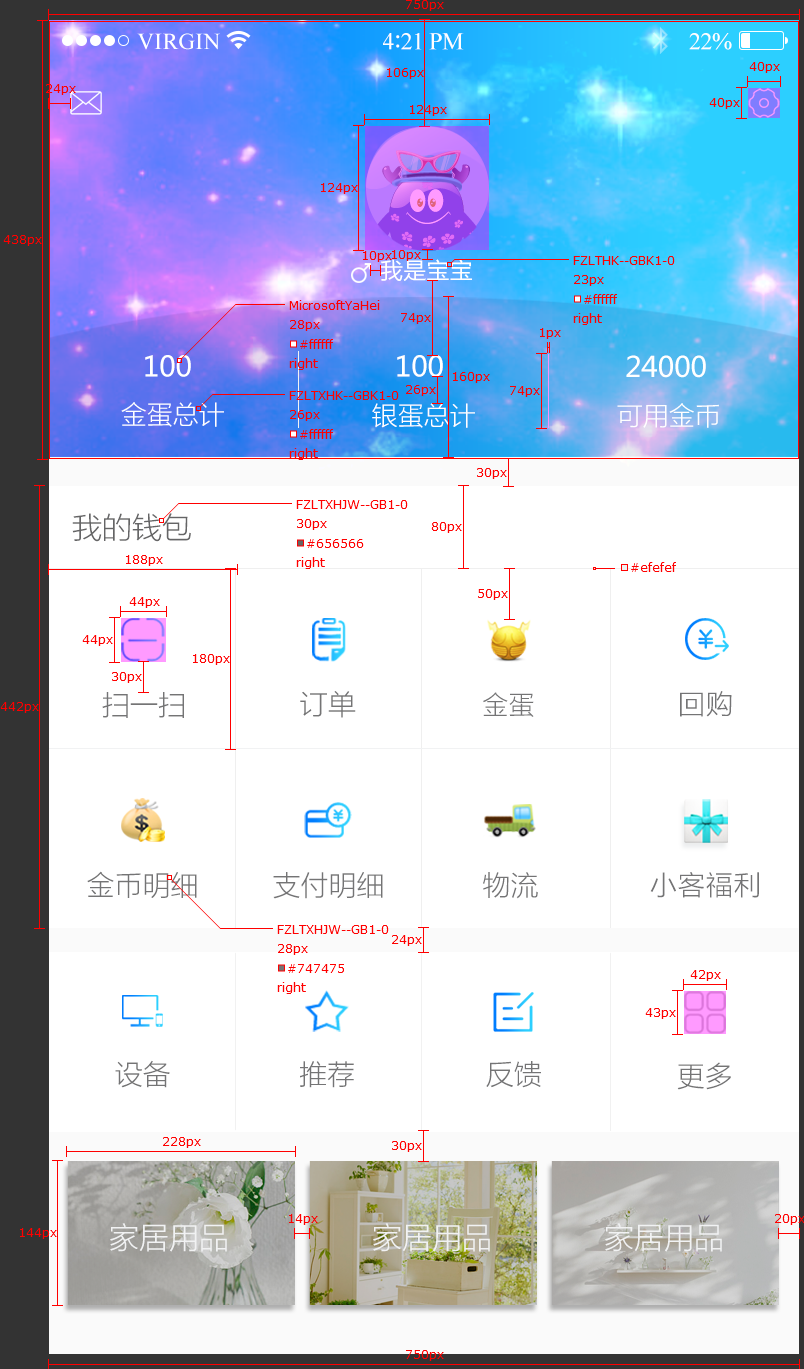 750px
VIRGIN 4:21 PM 22%
106px
40px
24px
40px
124px
124px
438px
10px 10px
我是宝宝
FZLTHK--GBK1-0
23px
#ffffff
right
MicrosoftYaHei
28px
#ffffff
right
74px
1px
100 100 24000
160px
74px
26px
FZLTXHK--GBK1-0
26px
#ffffff
right
金蛋总计 银蛋总计 可用金币
30px
我的钱包
FZLTXHJW--GB1-0
30px
#656566
right
80px
188px
#efefef
50px
44px
44px
180px
30px
442px
扫一扫 订单 金蛋 回购
金币明细 支付明细 物流 小客福利
FZLTXHJW--GB1-0
28px
#747475
right
24px
42px
43px
设备 推荐 反馈 更多
30px
228px
14px
20px
144px
家居用品 家居用品 家居用品
750px